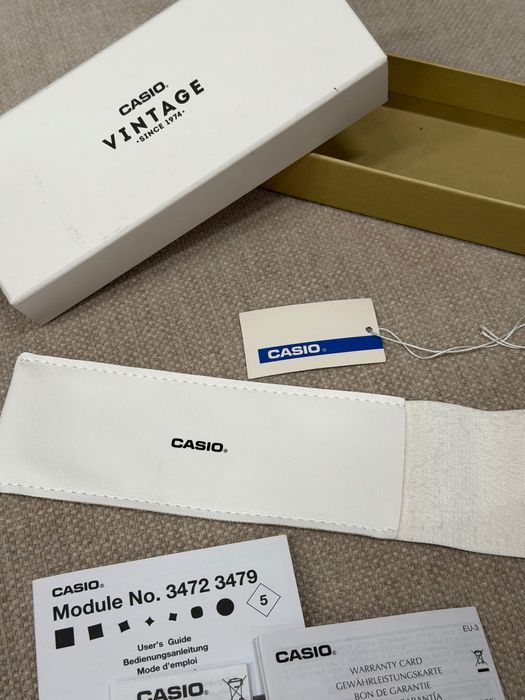 CASIO®
VINTAGE
• SINCE 1974 •
CASIO®
CASIO®
CASIO®
Module No. 3472 3479
5
User's Guide
Bedienungsanleitung
Mode d'emploi
CASIO®
EU-3
CASIO®
WARRANTY CARD
GEWÄHRLEISTUNGSKARTE
BON DE GARANTIE